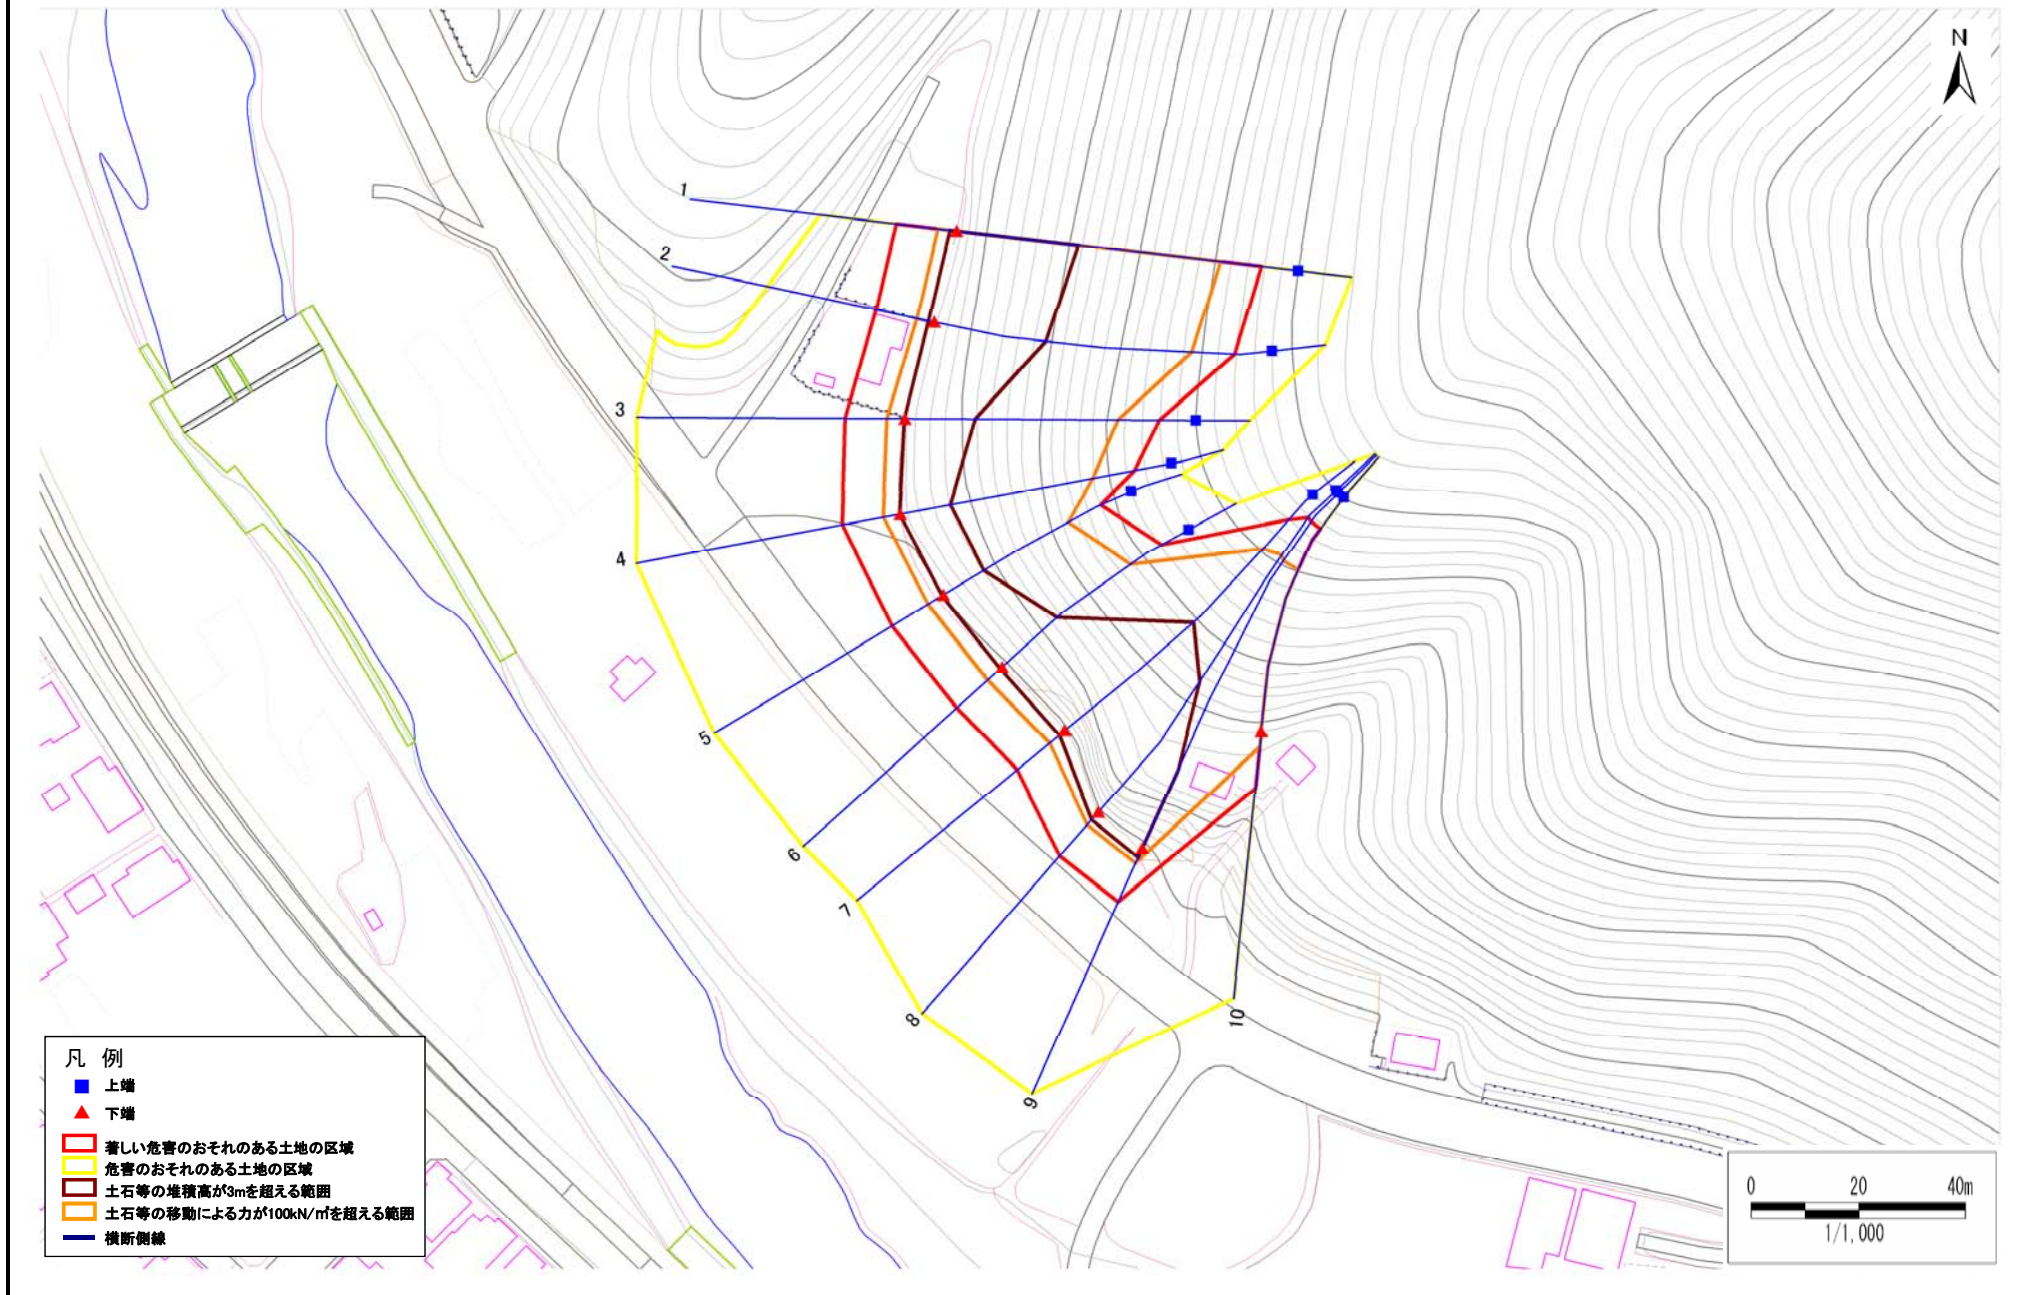 N
1
2
3
4
5
6
7
8
9
10
凡 例
上端
下端
著しい危害のおそれのある土地の区域
危害のおそれのある土地の区域
土石等の堆積高が3mを超える範囲
土石等の移動による力が100kN/㎡を超える範囲
横断側線
0 20 40m
1/1,000